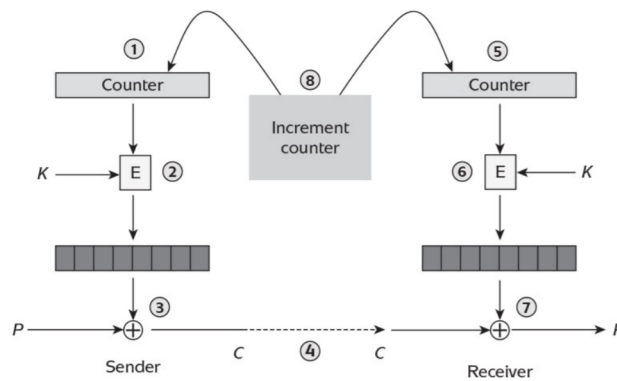 1
5
Counter
8
Counter
Increment
counter
K
E
2
6
E
K
3
7
P
C
4
C
Sender
Receiver